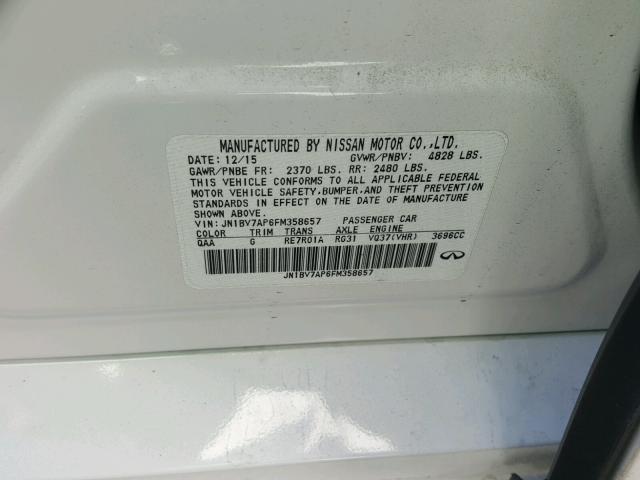 MANUFACTURED BY NISSAN MOTOR CO.,LTD.
DATE: 12/15 GVWR/PNBV: 4828 LBS.
GAWR/PNBE FR: 2370 LBS. RR: 2480 LBS.
THIS VEHICLE CONFORMS TO ALL APPLICABLE FEDERAL
MOTOR VEHICLE SAFETY,BUMPER,AND THEFT PREVENTION
STANDARDS IN EFFECT ON THE DATE OF MANUFACTURE
SHOWN ABOVE.
VIN: JN1BV7AP6FM358657 PASSENGER CAR
COLOR TRIM TRANS AXLE ENGINE
QAA G RE7R01A RG31 VQ37(VHR) 3696CC
JN1BV7AP6FM358657